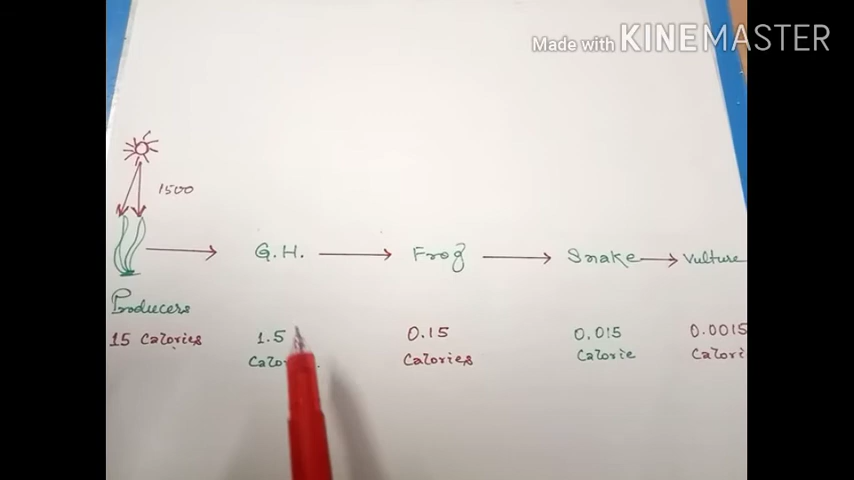 Made with KINEMASTER
1500
G.H. Frog Snake Vulture
Producers
15 Calories 1.5 0.15 0.015 0.0015
Calories Calorie